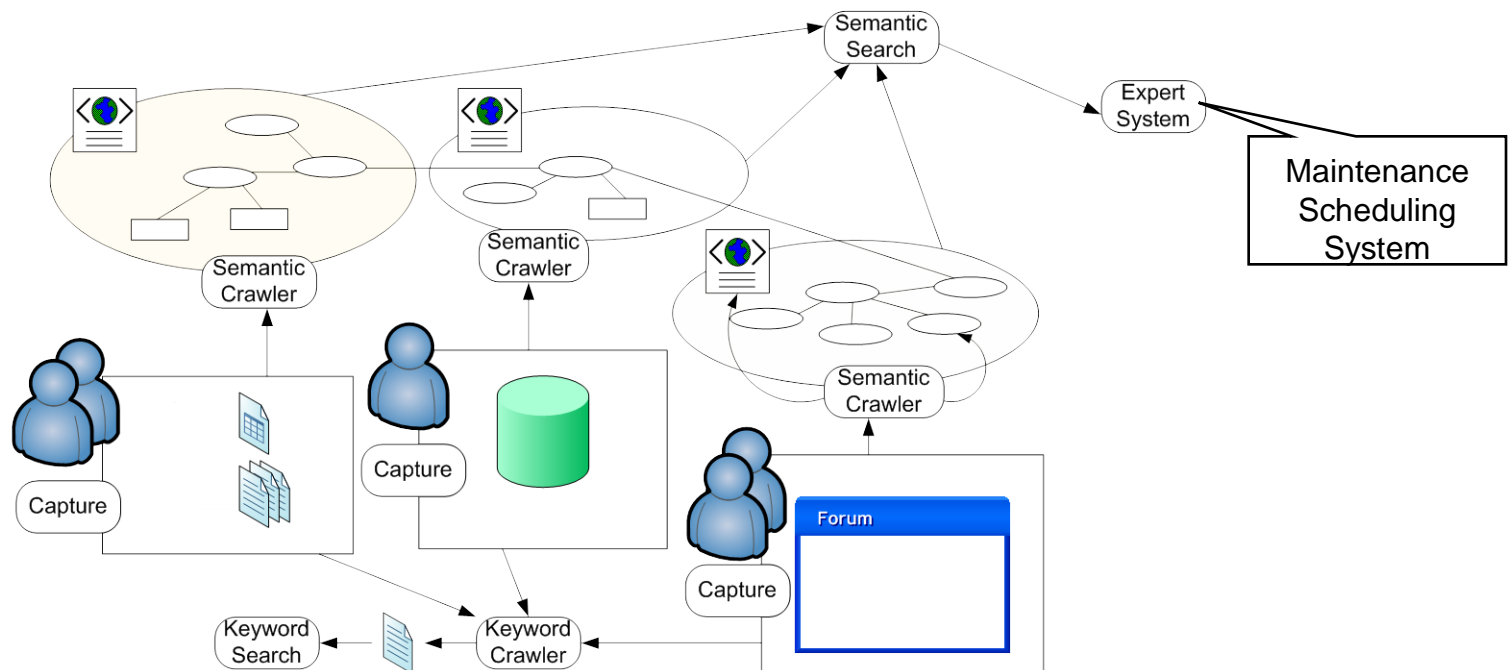 Semantic
Search
Expert
System
Maintenance
Scheduling
System
Semantic
Crawler
Semantic
Crawler
Semantic
Crawler
Capture
Capture
Forum
Capture
Keyword
Search
Keyword
Crawler